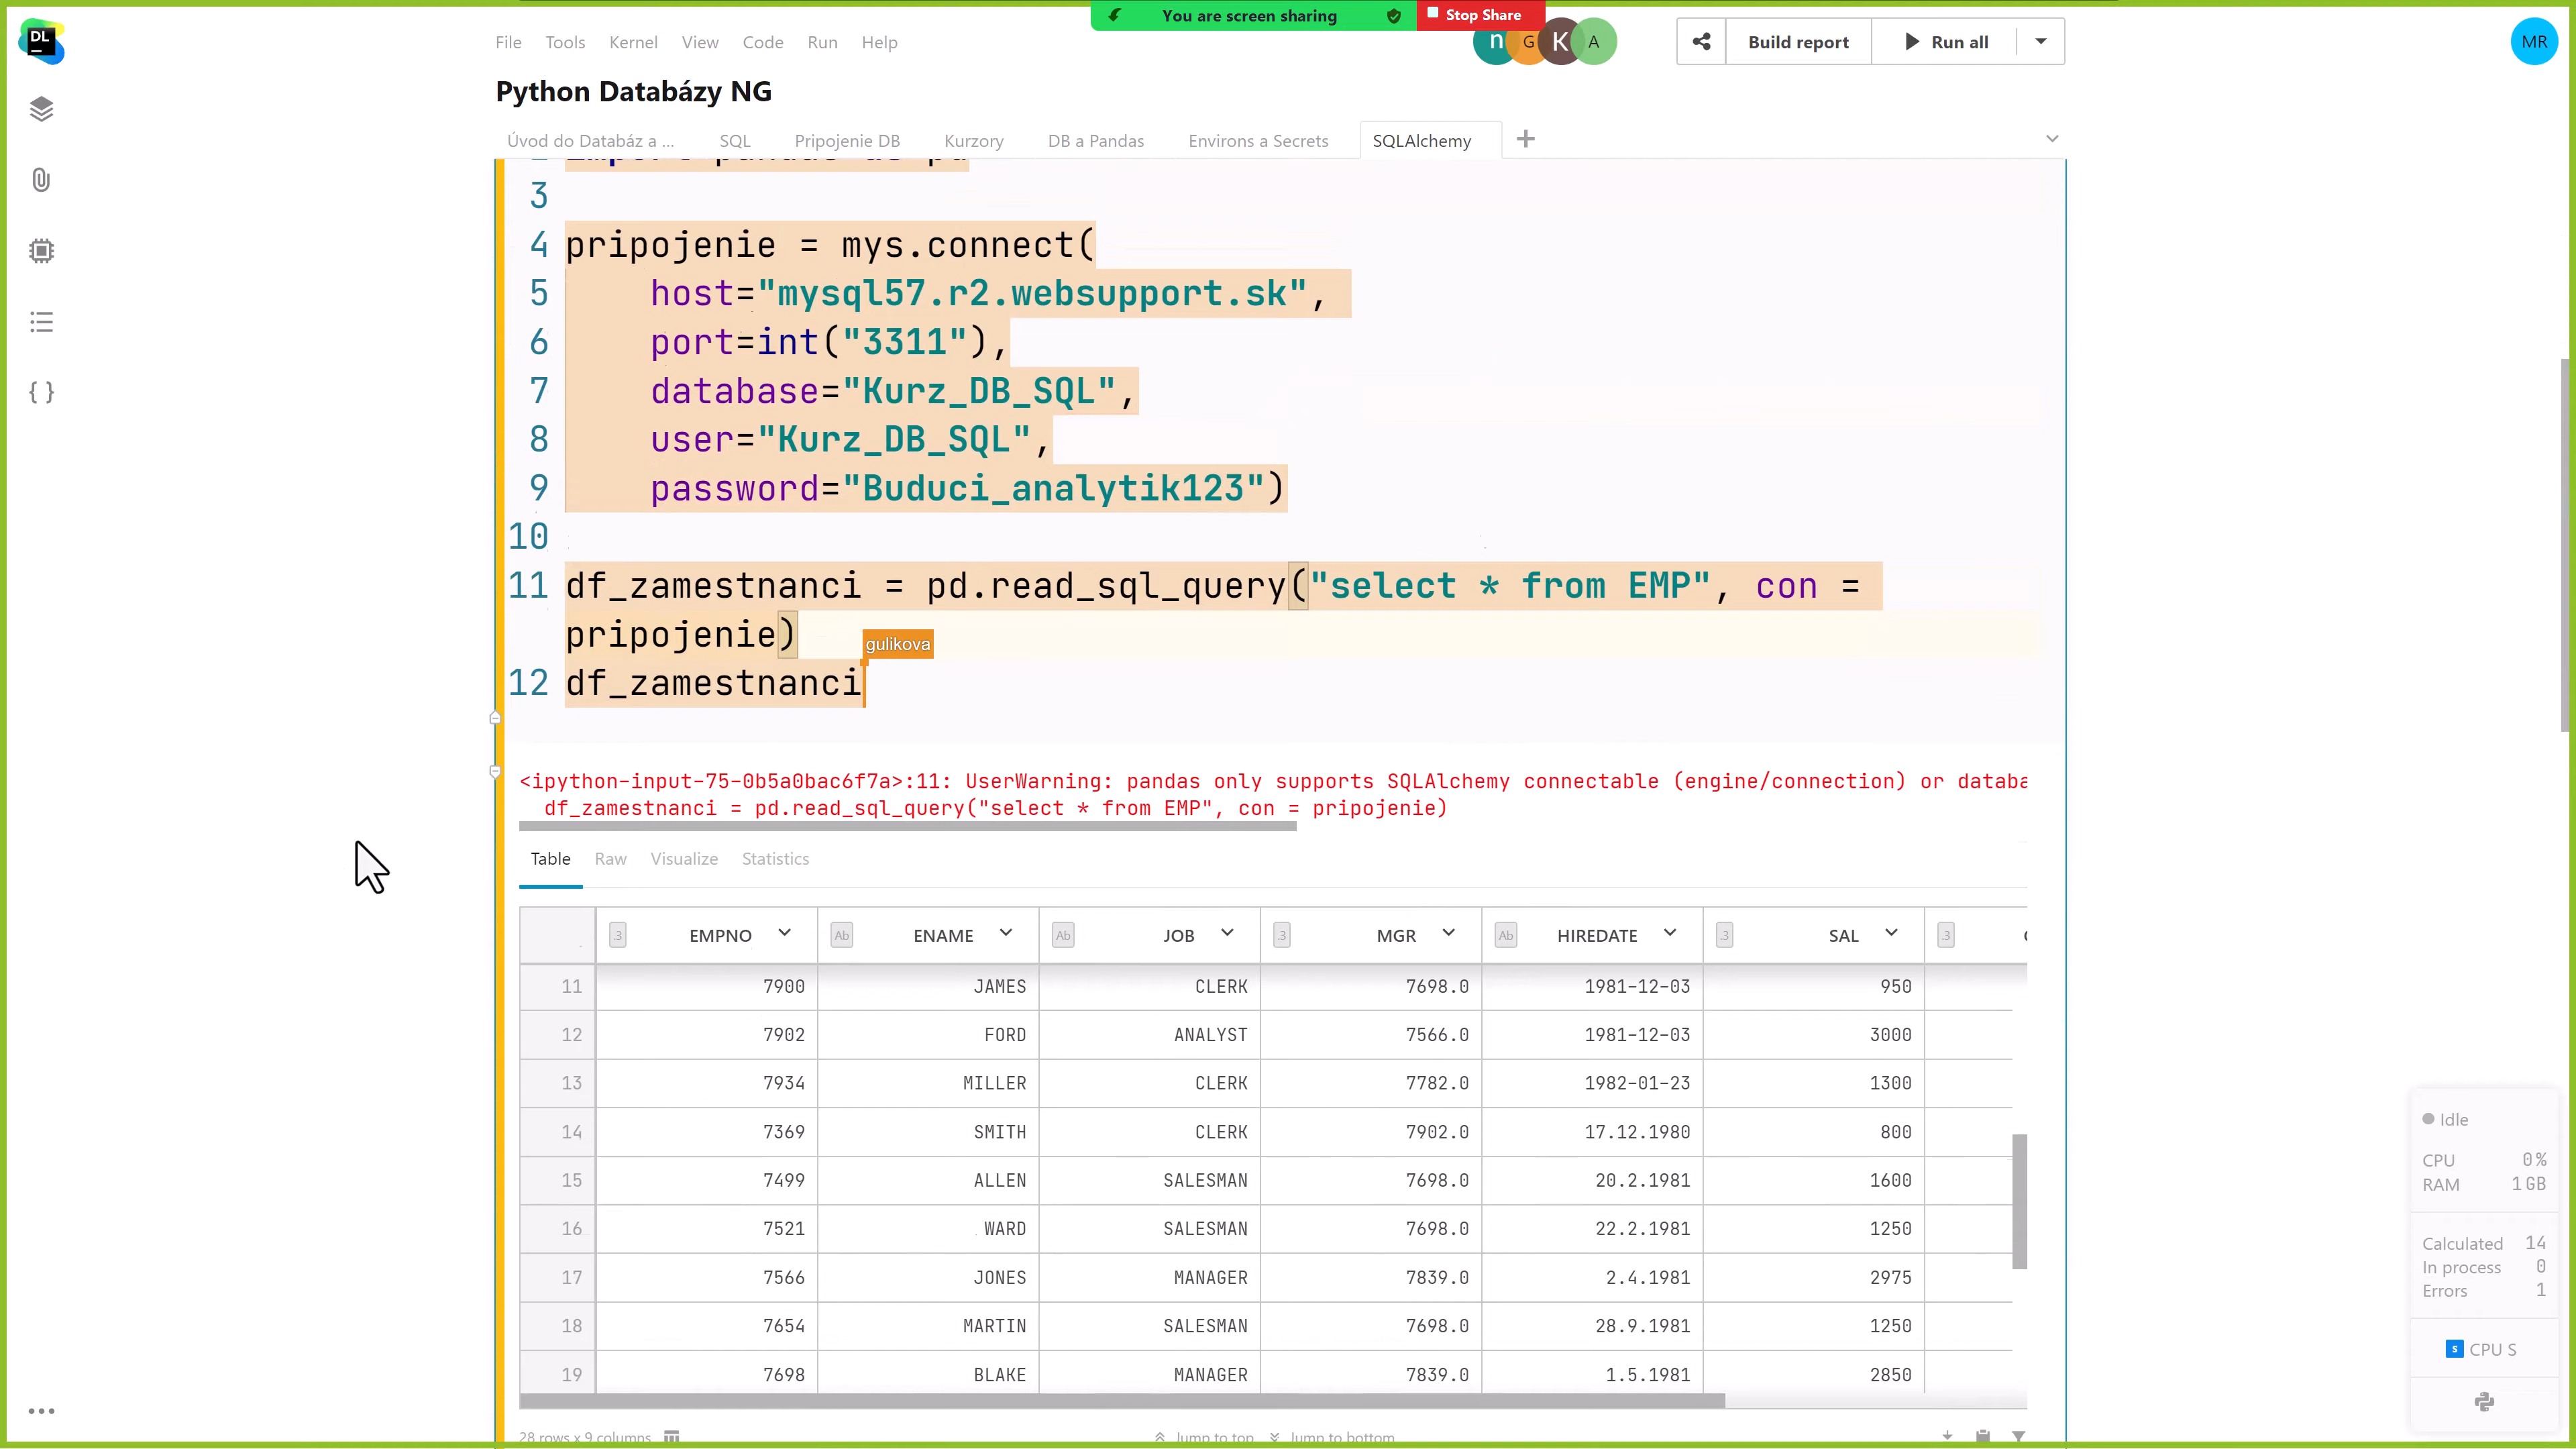 You are screen sharing
Stop Share
DL
File Tools Kernel View Code Run Help
n G K A
Build report
Run all
MR
Python Databázy NG
Úvod do Databáz a ... SQL Pripojenie DB Kurzory DB a Pandas Environs a Secrets SQLAlchemy
3
4 pripojenie = mys.connect(
5 host="mysql57.r2.websupport.sk",
6 port=int("3311"),
7 database="Kurz_DB_SQL",
8 user="Kurz_DB_SQL",
9 password="Buduci_analytik123")
10
11 df_zamestnanci = pd.read_sql_query("select * from EMP", con =
pripojenie)
gulikova
12 df_zamestnanci
<ipython-input-75-0b5a0bac6f7a>:11: UserWarning: pandas only supports SQLAlchemy connectable (engine/connection) or databa
df_zamestnanci = pd.read_sql_query("select * from EMP", con = pripojenie)
Table Raw Visualize Statistics
.3 EMPNO Ab ENAME Ab JOB .3 MGR Ab HIREDATE .3 SAL .3
11 7900 JAMES CLERK 7698.0 1981-12-03 950
12 7902 FORD ANALYST 7566.0 1981-12-03 3000
13 7934 MILLER CLERK 7782.0 1982-01-23 1300
14 7369 SMITH CLERK 7902.0 17.12.1980 800
15 7499 ALLEN SALESMAN 7698.0 20.2.1981 1600
16 7521 WARD SALESMAN 7698.0 22.2.1981 1250
17 7566 JONES MANAGER 7839.0 2.4.1981 2975
18 7654 MARTIN SALESMAN 7698.0 28.9.1981 1250
19 7698 BLAKE MANAGER 7839.0 1.5.1981 2850
28 rows x 9 columns Jump to top Jump to bottom
Idle
CPU 0%
RAM 1 GB
Calculated 14
In process 0
Errors 1
S CPU S